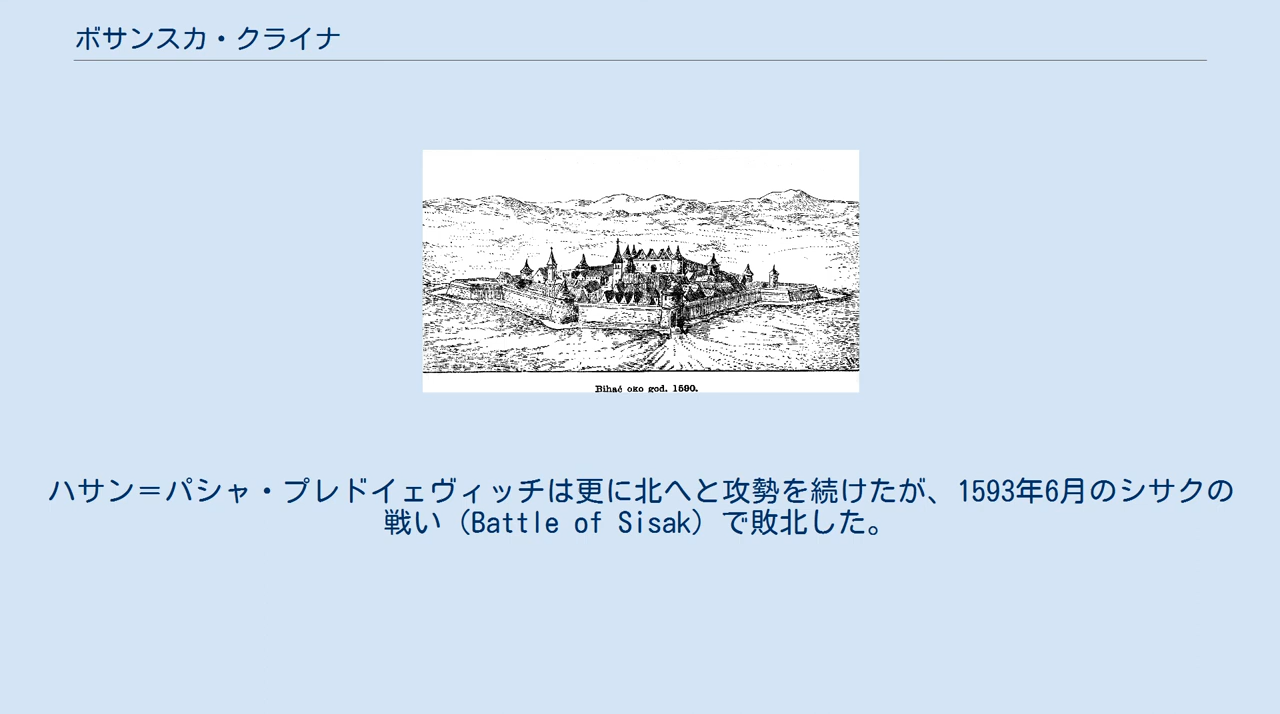 ボサンスカ・クライナ
Bihać oko god. 1590.
ハサン＝パシャ・プレドイェヴィッチは更に北へと攻勢を続けたが、1593年6月のシサクの
戦い（Battle of Sisak）で敗北した。